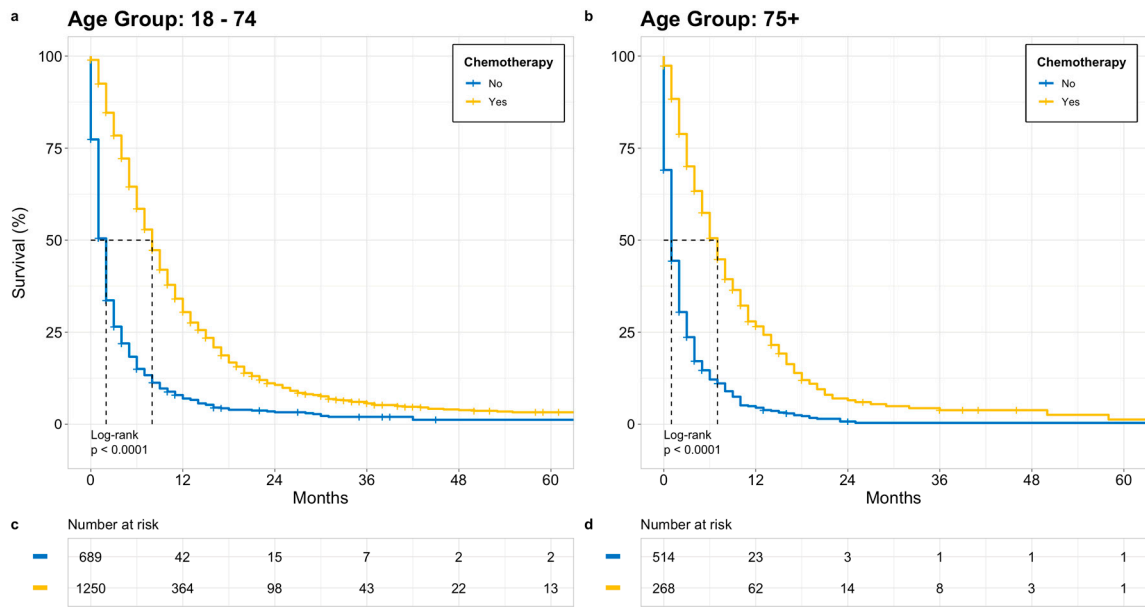 a Age Group: 18 - 74
100
75
50
25
0
Survival (%)
Chemotherapy
No
Yes
Log-rank
p < 0.0001
0 12 24 36 48 60
Months
b Age Group: 75+
100
75
50
25
0
Chemotherapy
No
Yes
Log-rank
p < 0.0001
0 12 24 36 48 60
Months
c Number at risk
689 42 15 7 2 2
1250 364 98 43 22 13
d Number at risk
514 23 3 1 1 1
268 62 14 8 3 1